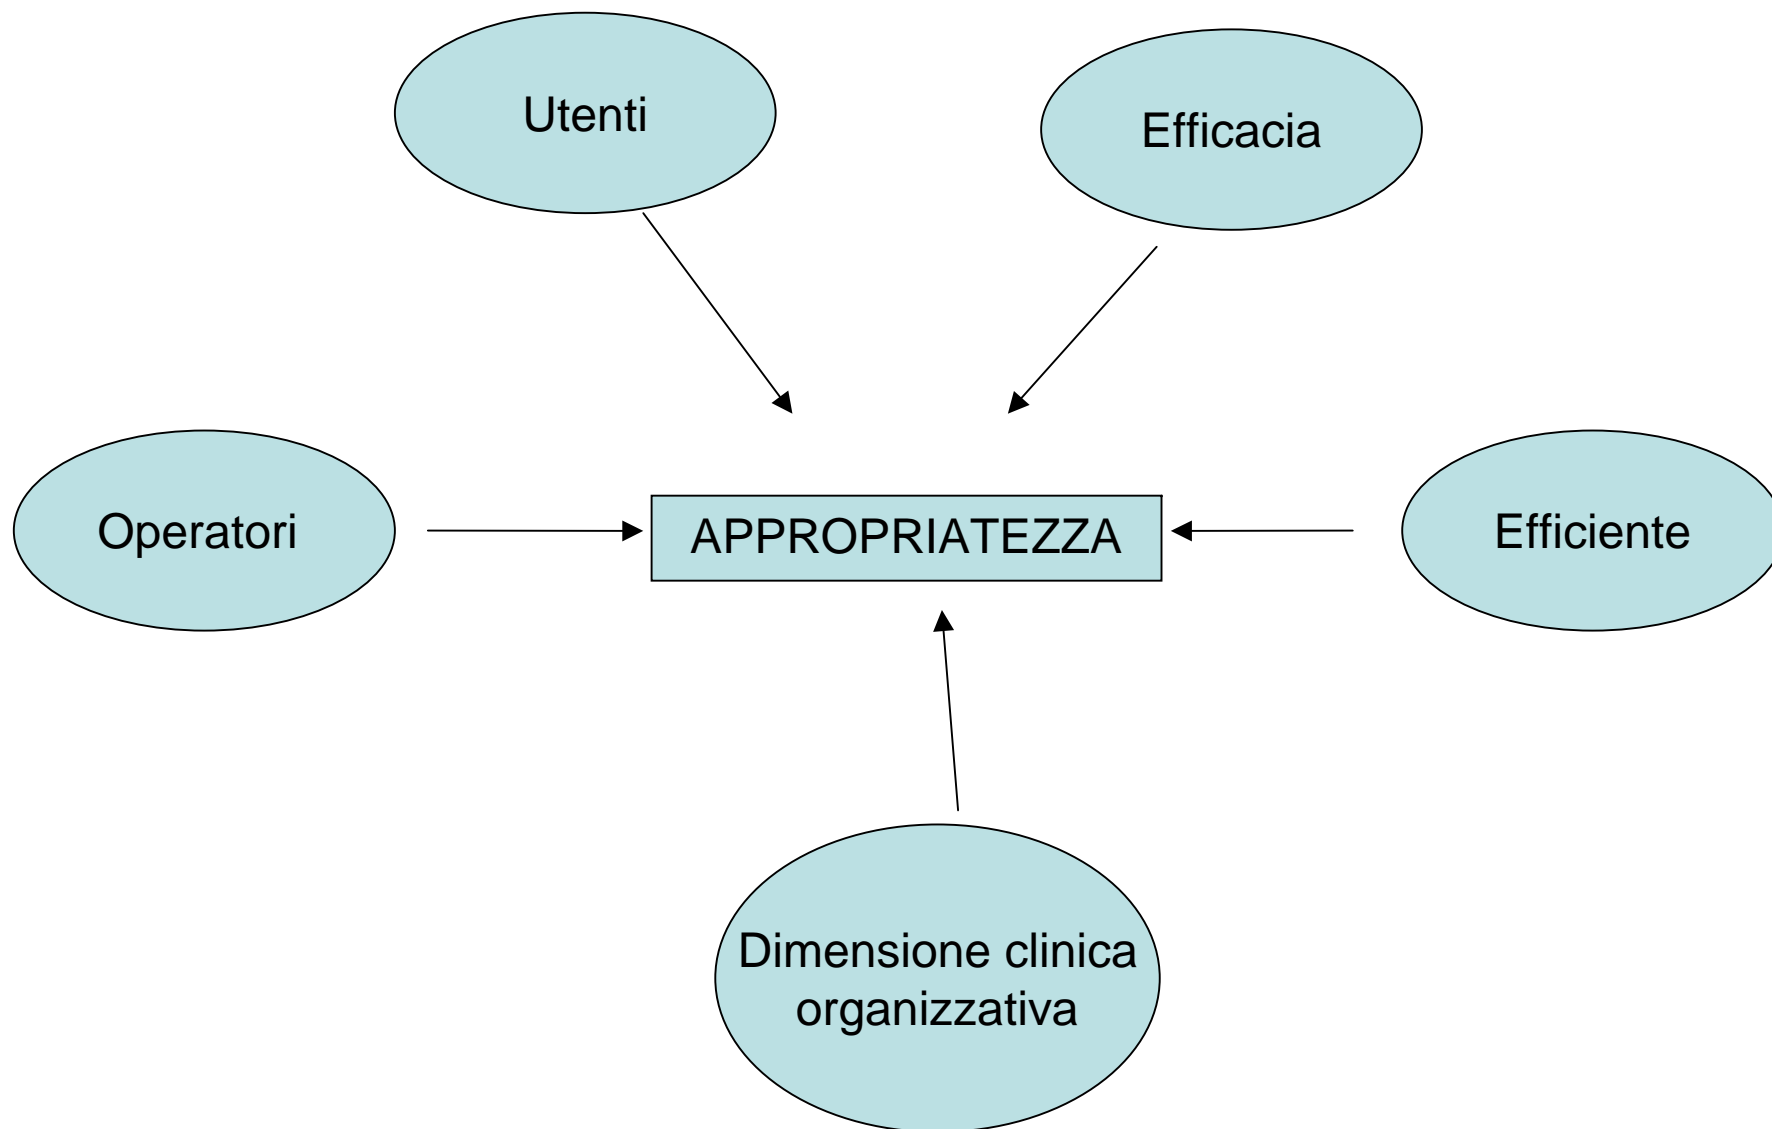 Utenti
Efficacia
Operatori
APPROPRIATEZZA
Efficiente
Dimensione clinica
organizzativa